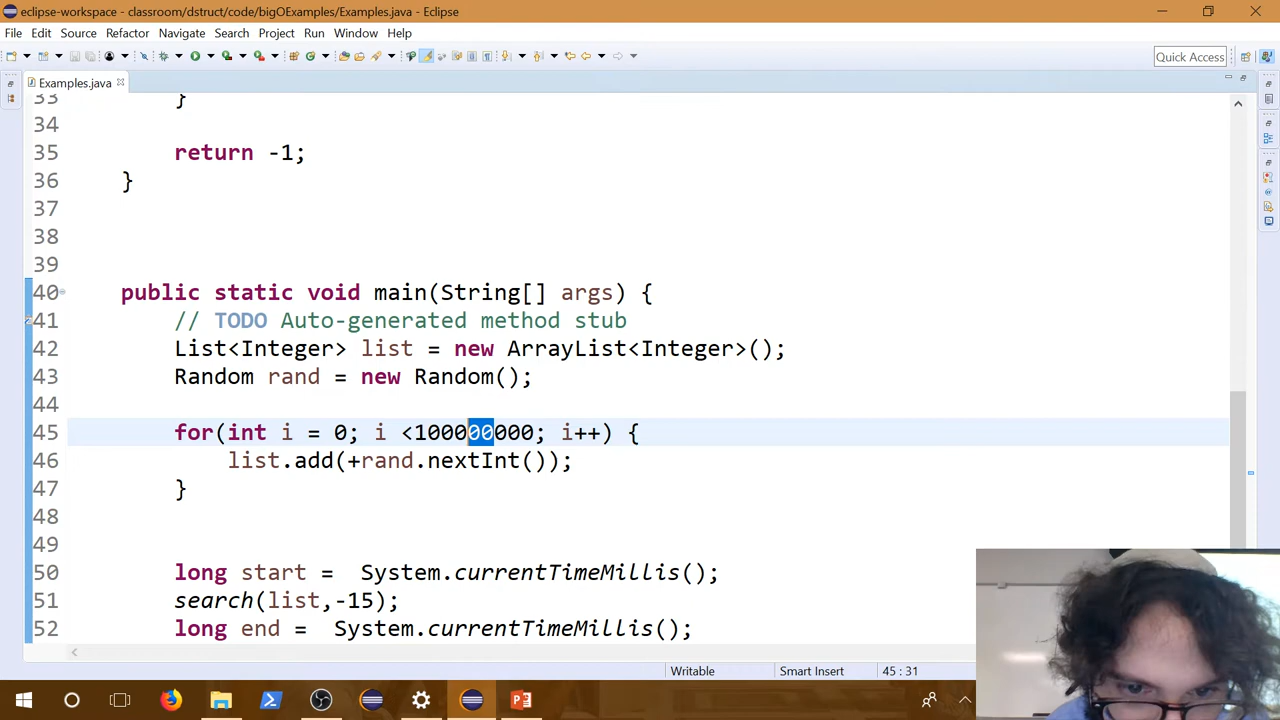 eclipse-workspace - classroom/dstruct/code/bigOExamples/Examples.java - Eclipse
File Edit Source Refactor Navigate Search Project Run Window Help
Quick Access
Examples.java
33 }
34
35 return -1;
36 }
37
38
39
40 public static void main(String[] args) {
41 // TODO Auto-generated method stub
42 List<Integer> list = new ArrayList<Integer>();
43 Random rand = new Random();
44
45 for(int i = 0; i <100000000; i++) {
46 list.add(+rand.nextInt());
47 }
48
49
50 long start =  System.currentTimeMillis();
51 search(list,-15);
52 long end =  System.currentTimeMillis();
Writable Smart Insert 45 : 31